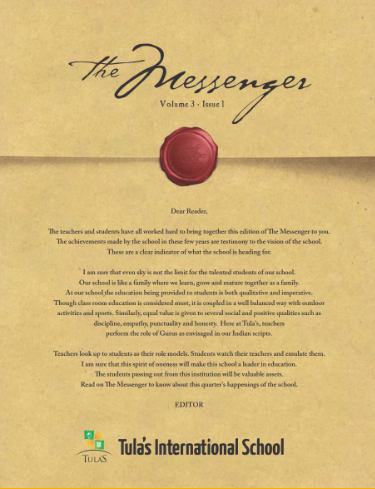 The Messenger
Volume 3 - Issue 1
Dear Reader,
The teachers and students have all worked hard to bring together this edition of The Messenger to you.
The achievements made by the school in these few years are testimony to the vision of the school.
These are a clear indicator of what the school is heading for.
I am sure that even sky is not the limit for the talented students of our school.
Our school is like a family where we learn, grow and mature together as a family.
At our school, the education being provided to students is both qualitative and imperative.
Though class room education is considered must, it is coupled in a well balanced way with outdoor
activities and sports. Similarly, equal value is given to several social and positive qualities such as
discipline, empathy, punctuality and honesty. Here at Tula's, teachers
perform the role of Gurus as envisaged in our Indian scripts.
Teachers look up to students as their role models. Students watch their teachers and emulate them.
I am sure that this spirit of oneness will make this school a leader in education.
The students passing out from this institution will be valuable assets.
Read on The Messenger to know about this quarter's happenings of the school.
EDITOR
TULA'S
Tula's International School